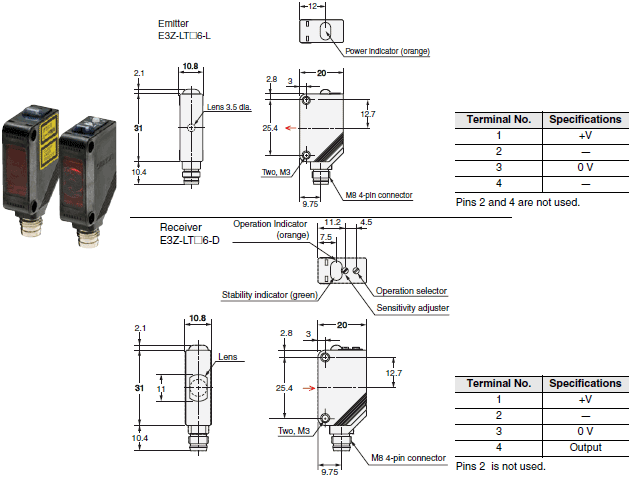 Emitter
E3Z-LT□6-L
12
Power indicator (orange)
10.8
2.1
Lens 3.5 dia.
31
10.4
20
2.8
3
25.4
12.7
Two, M3
M8 4-pin connector
9.75
Terminal No. Specifications
1 +V
2 —
3 0 V
4 —
Pins 2 and 4 are not used.
Receiver
E3Z-LT□6-D
Operation Indicator
(orange)
11.2
4.5
7.5
Stability indicator (green)
Operation selector
Sensitivity adjuster
10.8
2.1
Lens
31
11
10.4
20
2.8
3
25.4
12.7
Two, M3
M8 4-pin connector
9.75
Terminal No. Specifications
1 +V
2 —
3 0 V
4 Output
Pins 2 is not used.